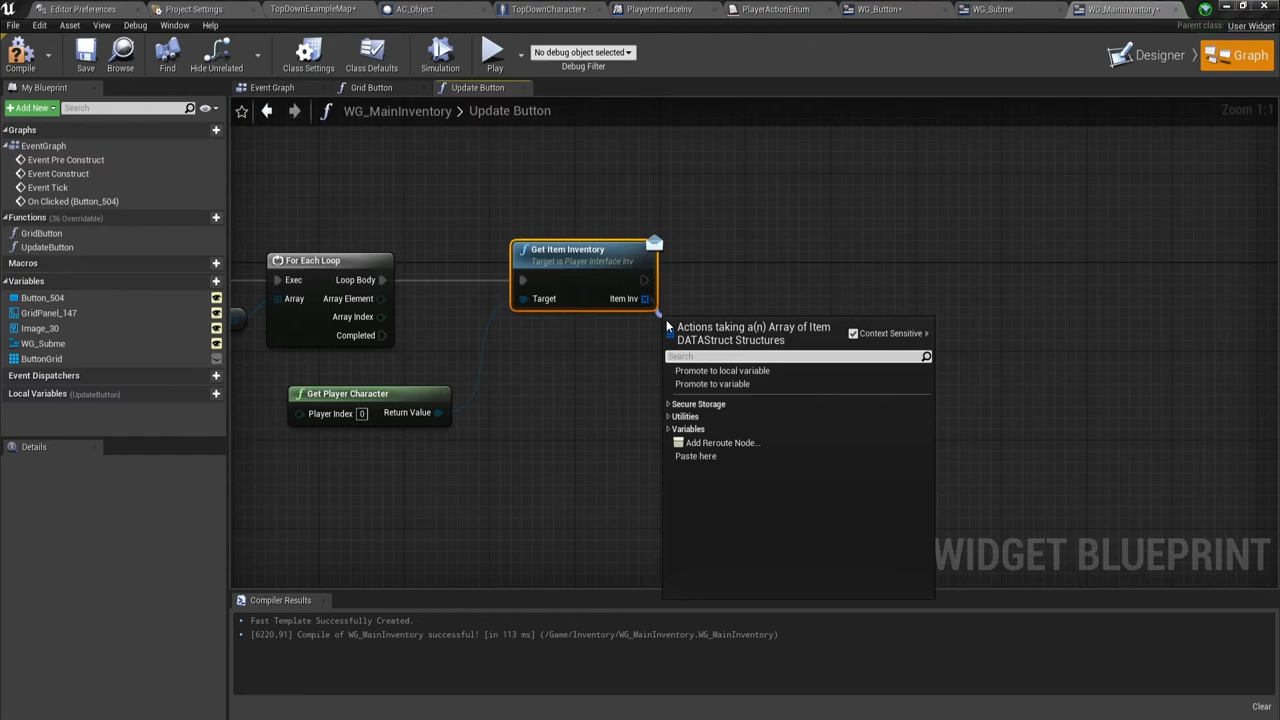 Editor Preferences
Project Settings
TopDownExampleMap*
AC_Object
TopDownCharacter*
PlayerInterfaceInv
PlayerActionEnum
WG_Button*
WG_Subme
WG_MainInventory*
File Edit Asset View Debug Window Help
Parent class: User Widget
Compile
Save
Browse
Find
Hide Unrelated
Class Settings
Class Defaults
Simulation
Play
No debug object selected
Debug Filter
Designer
Graph
My Blueprint
Event Graph
Grid Button
Update Button
Add New
Search
WG_MainInventory > Update Button
Zoom 1:1
Graphs
EventGraph
Event Pre Construct
Event Construct
Event Tick
On Clicked (Button_504)
Functions (36 Overridable)
GridButton
UpdateButton
Macros
Variables
Button_504
GridPanel_147
Image_30
WG_Subme
ButtonGrid
Event Dispatchers
Local Variables (UpdateButton)
Details
For Each Loop
Exec Loop Body
Array Array Element
Array Index
Completed
Get Item Inventory
Target is Player Interface Inv
Target Item Inv
Get Player Character
Player Index 0 Return Value
Actions taking a(n) Array of Item
DATAStruct Structures
Context Sensitive
Search
Promote to local variable
Promote to variable
Secure Storage
Utilities
Variables
Add Reroute Node...
Paste here
WIDGET BLUEPRINT
Compiler Results
Fast Template Successfully Created.
[6220.91] Compile of WG_MainInventory successful! [in 113 ms] (/Game/Inventory/WG_MainInventory.WG_MainInventory)
Clear